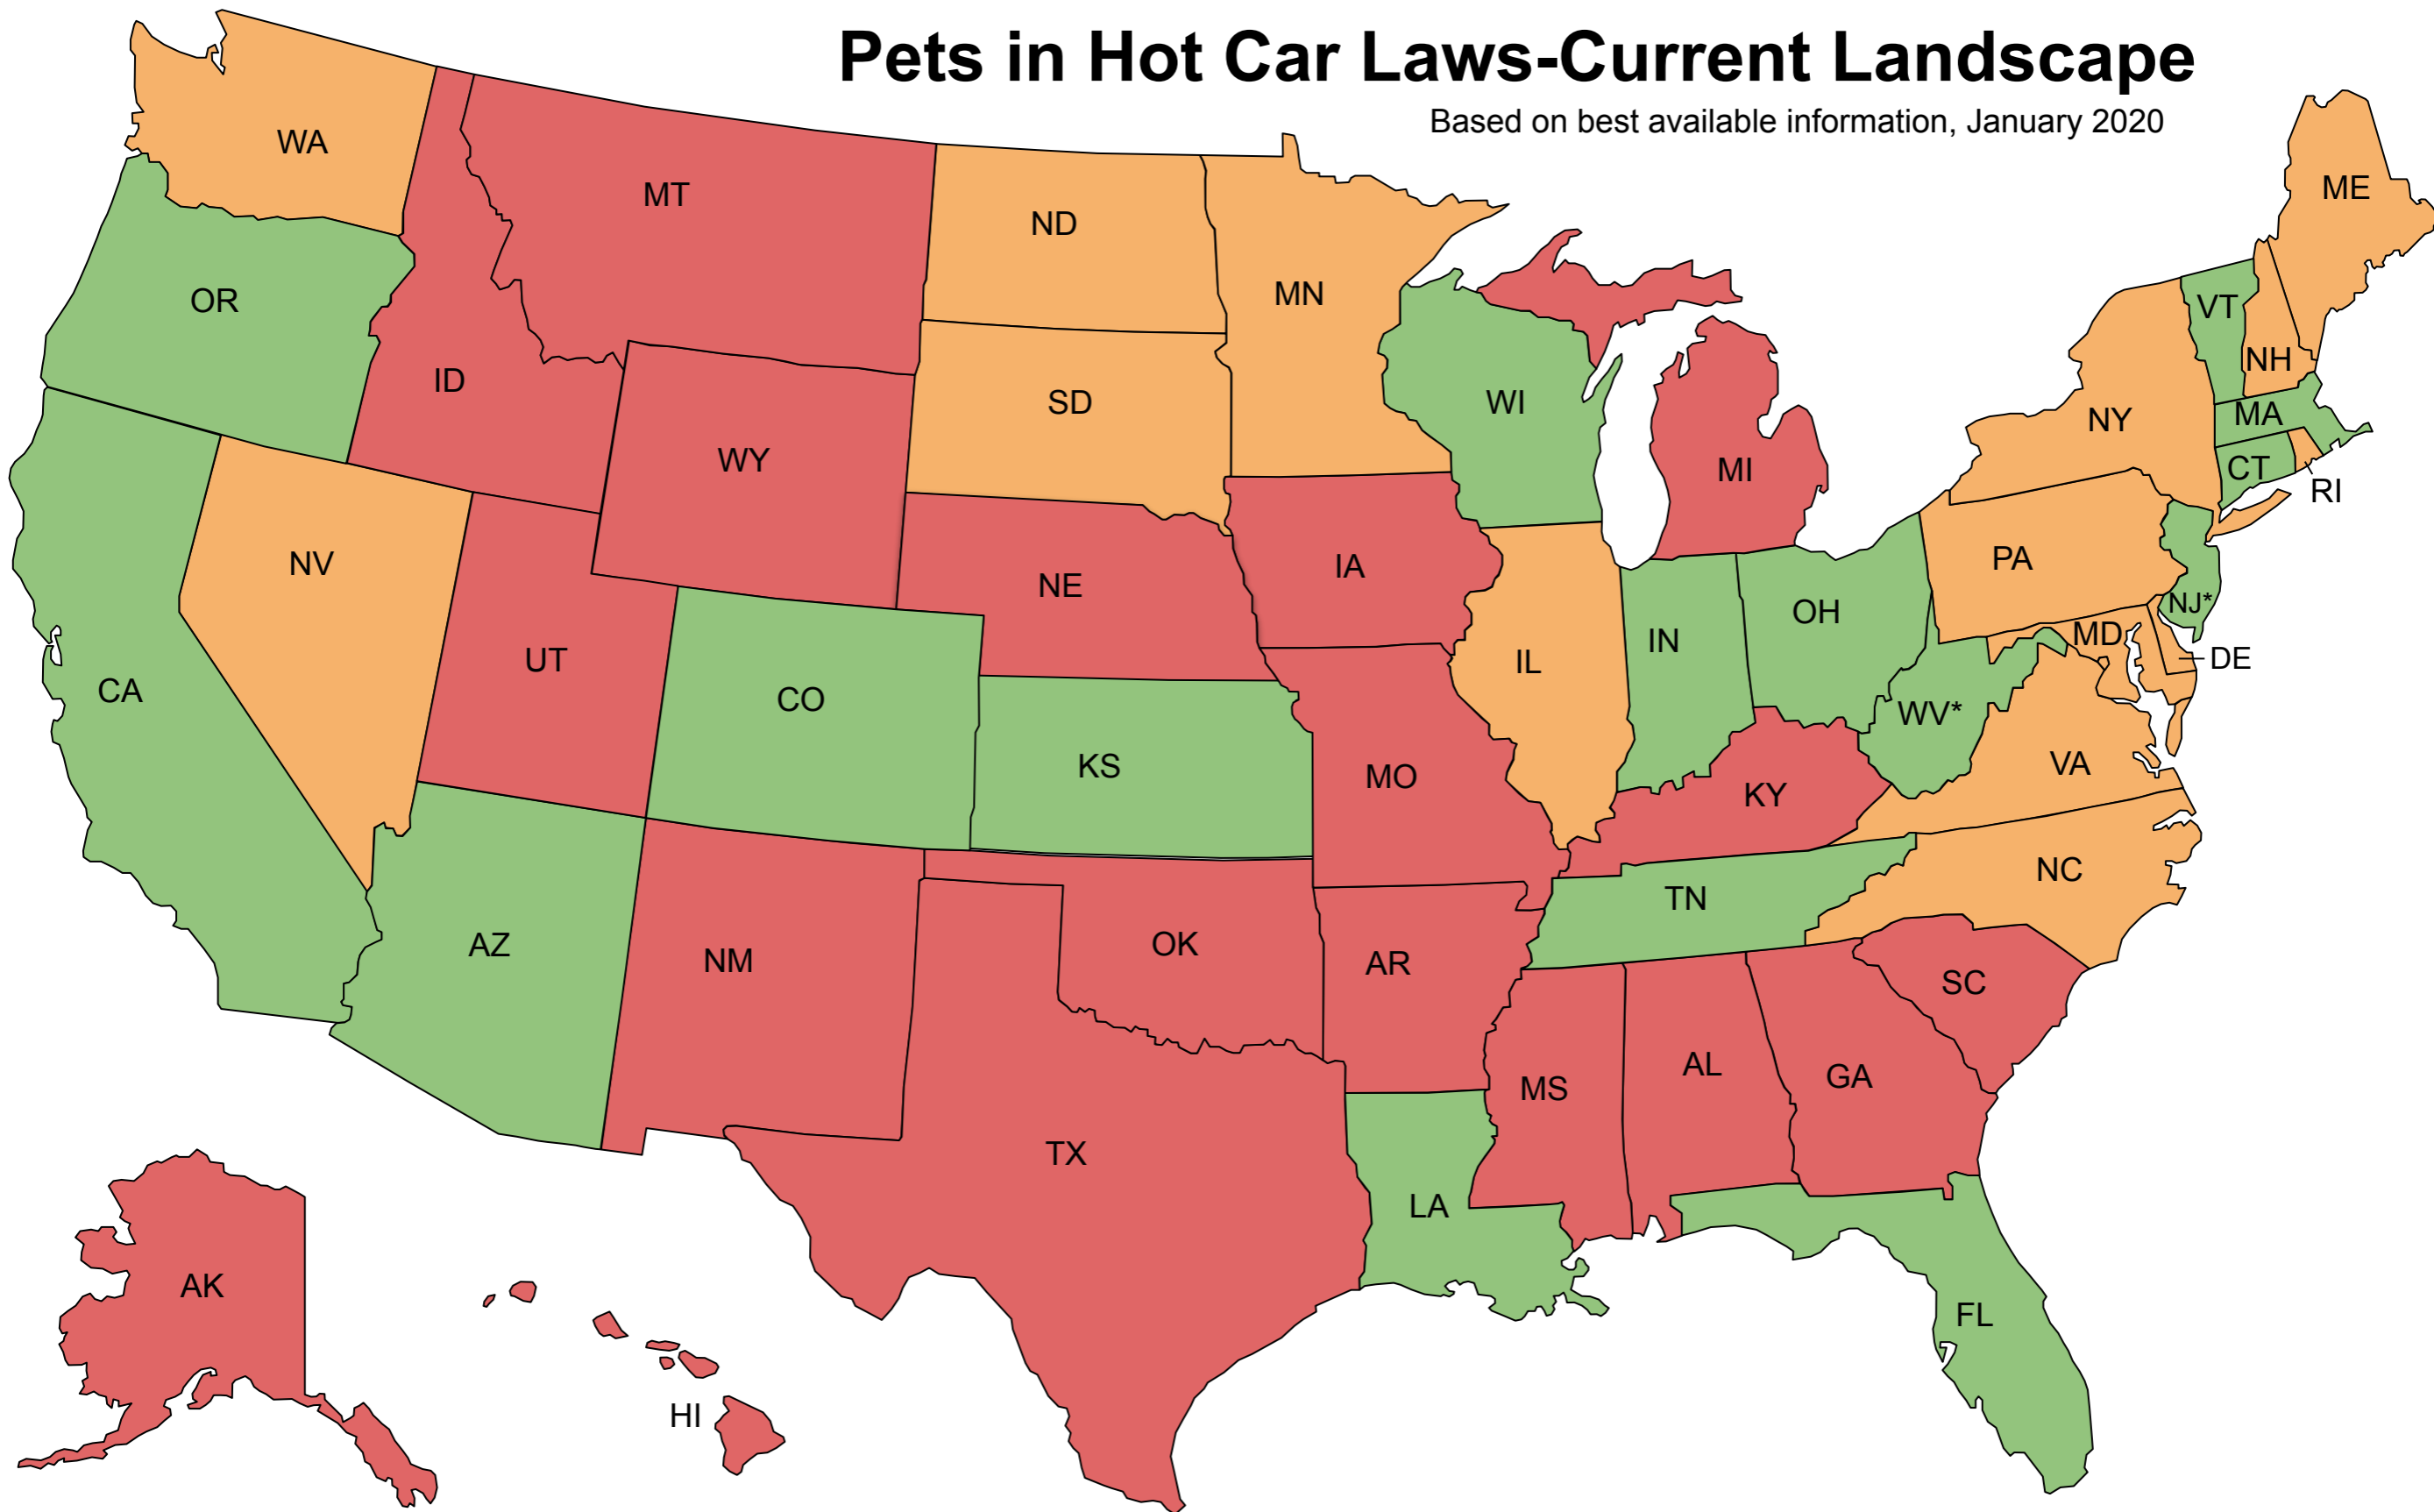 Pets in Hot Car Laws-Current Landscape
Based on best available information, January 2020
WA
MT
ND
MN
ME
OR
ID
SD
WI
VT
NH
NY
MA
WY
MI
CT
RI
NV
NE
IA
PA
NJ*
UT
CO
IL
IN
OH
MD
DE
CA
KS
MO
KY
WV*
VA
AZ
NM
OK
AR
TN
NC
SC
TX
MS
AL
GA
LA
AK
HI
FL